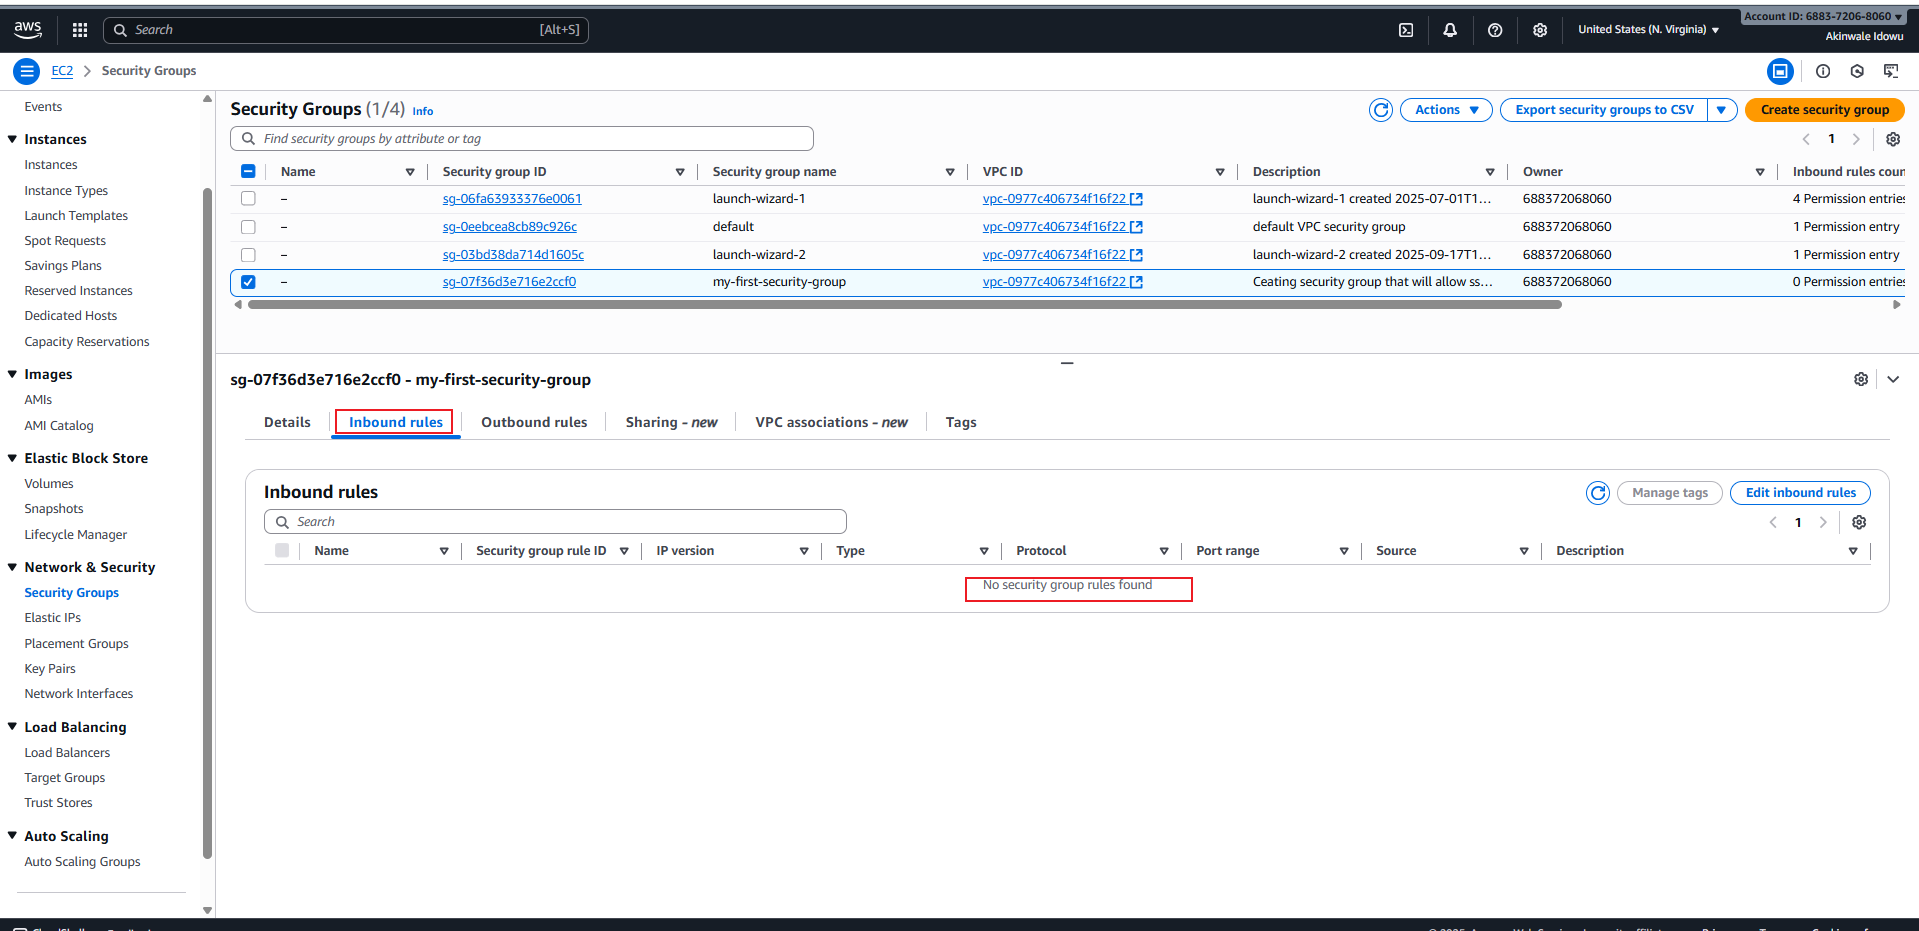 aws
Search [Alt+S]
United States (N. Virginia)
Account ID: 6883-7206-8060
Akinwale Idowu
EC2 Security Groups
Events
Instances
Instances
Instance Types
Launch Templates
Spot Requests
Savings Plans
Reserved Instances
Dedicated Hosts
Capacity Reservations
Images
AMIs
AMI Catalog
Elastic Block Store
Volumes
Snapshots
Lifecycle Manager
Network & Security
Security Groups
Elastic IPs
Placement Groups
Key Pairs
Network Interfaces
Load Balancing
Load Balancers
Target Groups
Trust Stores
Auto Scaling
Auto Scaling Groups
Security Groups (1/4) Info
Actions Export security groups to CSV Create security group
Find security groups by attribute or tag
1
Name Security group ID Security group name VPC ID Description Owner Inbound rules coun
– sg-06fa63933376e0061 launch-wizard-1 vpc-0977c406734f16f22 launch-wizard-1 created 2025-07-01T1... 688372068060 4 Permission entries
– sg-0eebcea8cb89c926c default vpc-0977c406734f16f22 default VPC security group 688372068060 1 Permission entry
– sg-03bd38da714d1605c launch-wizard-2 vpc-0977c406734f16f22 launch-wizard-2 created 2025-09-17T1... 688372068060 1 Permission entry
– sg-07f36d3e716e2ccf0 my-first-security-group vpc-0977c406734f16f22 Ceating security group that will allow ss... 688372068060 0 Permission entries
sg-07f36d3e716e2ccf0 - my-first-security-group
Details Inbound rules Outbound rules Sharing - new VPC associations - new Tags
Inbound rules
Manage tags Edit inbound rules
Search
1
Name Security group rule ID IP version Type Protocol Port range Source Description
No security group rules found